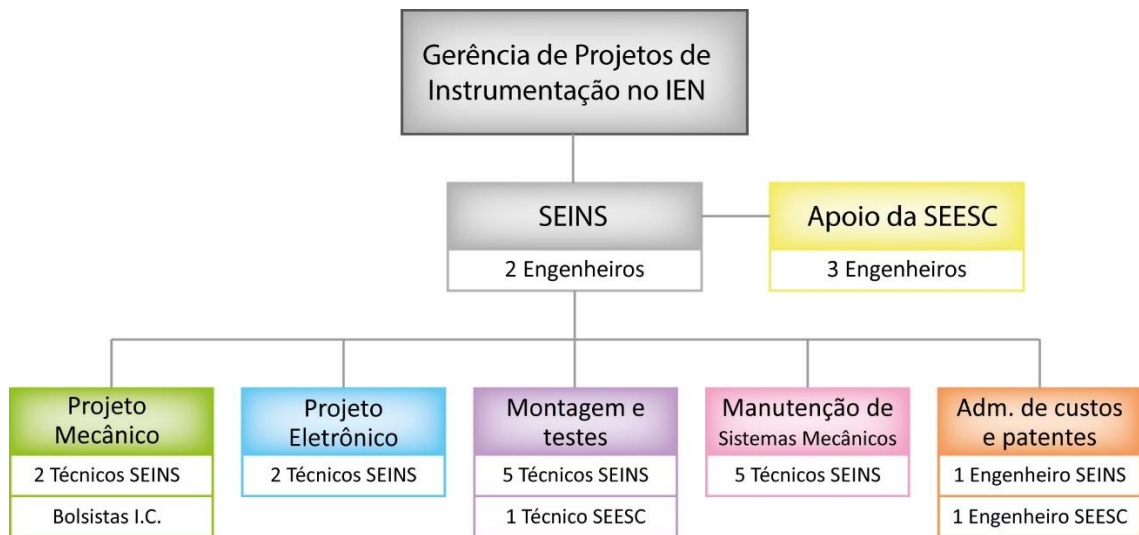 Gerência de Projetos de
Instrumentação no IEN
SEINS
2 Engenheiros
Apoio da SEESC
3 Engenheiros
Projeto
Mecânico
2 Técnicos SEINS
Bolsistas I.C.
Projeto
Eletrônico
2 Técnicos SEINS
Montagem e
testes
5 Técnicos SEINS
1 Técnico SEESC
Manutenção de
Sistemas Mecânicos
5 Técnicos SEINS
Adm. de custos
e patentes
1 Engenheiro SEINS
1 Engenheiro SEESC